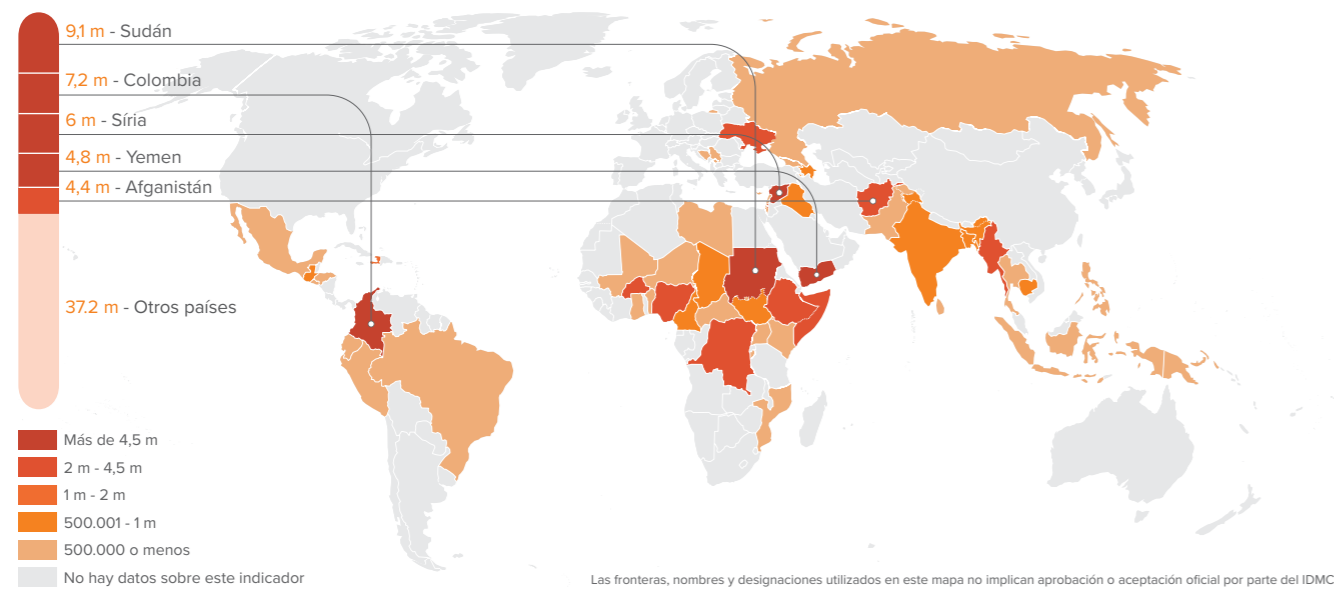 9,1 m - Sudán
7,2 m - Colombia
6 m - Síria
4,8 m - Yemen
4,4 m - Afganistán
37.2 m - Otros países
Más de 4,5 m
2 m - 4,5 m
1 m - 2 m
500.001 - 1 m
500.000 o menos
No hay datos sobre este indicador
Las fronteras, nombres y designaciones utilizados en este mapa no implican aprobación o aceptación oficial por parte del IDMC